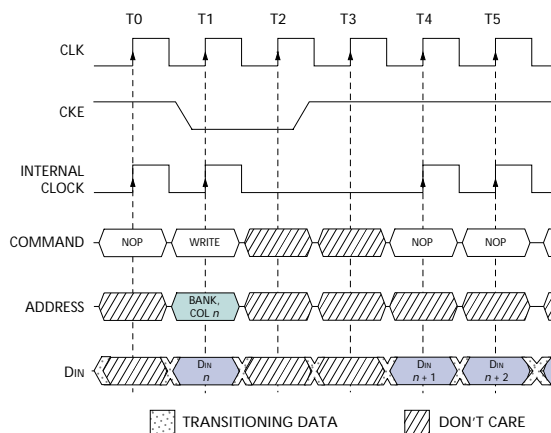 T0 T1 T2 T3 T4 T5
CLK
CKE
INTERNAL
CLOCK
COMMAND NOP WRITE NOP NOP
ADDRESS BANK,
COL n
DIN DIN DIN DIN
n n + 1 n + 2
TRANSITIONING DATA DON'T CARE